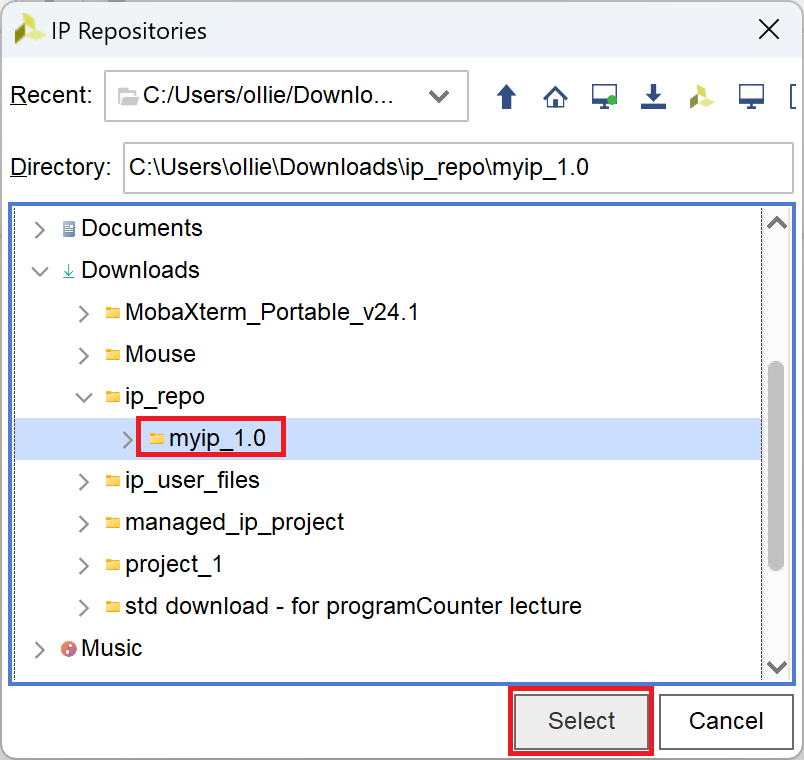 IP Repositories
Recent: C:/Users/ollie/Downlo...
Directory: C:\Users\ollie\Downloads\ip_repo\myip_1.0
Documents
Downloads
MobaXterm_Portable_v24.1
Mouse
ip_repo
myip_1.0
ip_user_files
managed_ip_project
project_1
std download - for programCounter lecture
Music
Select Cancel